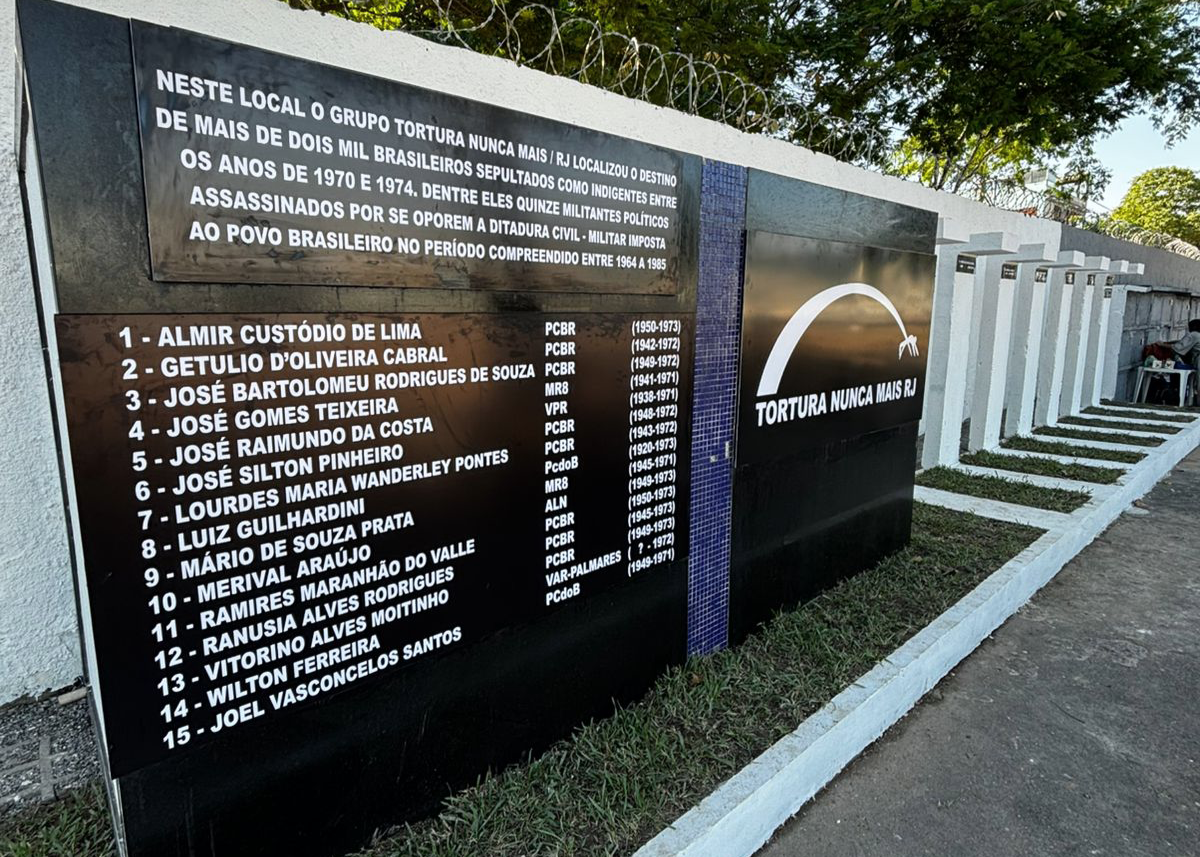 NESTE LOCAL O GRUPO TORTURA NUNCA MAIS / RJ LOCALIZOU O DESTINO
DE MAIS DE DOIS MIL BRASILEIROS SEPULTADOS COMO INDIGENTES ENTRE
OS ANOS DE 1970 E 1974. DENTRE ELES QUINZE MILITANTES POLÍTICOS
ASSASSINADOS POR SE OPOREM A DITADURA CIVIL - MILITAR IMPOSTA
AO POVO BRASILEIRO NO PERÍODO COMPREENDIDO ENTRE 1964 A 1985
1 - ALMIR CUSTÓDIO DE LIMA PCBR (1950-1973)
2 - GETULIO D'OLIVEIRA CABRAL PCBR (1942-1972)
3 - JOSÉ BARTOLOMEU RODRIGUES DE SOUZA PCBR (1949-1972)
4 - JOSÉ GOMES TEIXEIRA MR8 (1941-1971)
5 - JOSÉ RAIMUNDO DA COSTA VPR (1938-1971)
6 - JOSÉ SILTON PINHEIRO PCBR (1948-1972)
7 - LOURDES MARIA WANDERLEY PONTES PCBR (1943-1972)
8 - LUIZ GUILHARDINI PCdoB (1920-1973)
9 - MÁRIO DE SOUZA PRATA MR8 (1945-1971)
10 - MERIVAL ARAÚJO ALN (1949-1973)
11 - RAMIRES MARANHÃO DO VALLE PCBR (1950-1973)
12 - RANUSIA ALVES RODRIGUES PCBR (1945-1973)
13 - VITORINO ALVES MOITINHO PCBR (1949-1973)
14 - WILTON FERREIRA VAR-PALMARES ( ? - 1972)
15 - JOEL VASCONCELOS SANTOS PCdoB (1949-1971)
TORTURA NUNCA MAIS RJ